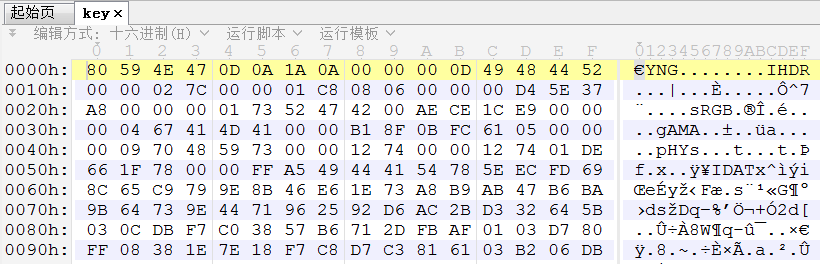 起始页 key ×
编辑方式: 十六进制(H) 运行脚本 运行模板
0 1 2 3 4 5 6 7 8 9 A B C D E F 0123456789ABCDEF
0000h: 80 59 4E 47 0D 0A 1A 0A 00 00 00 0D 49 48 44 52 €YNG........IHDR
0010h: 00 00 02 7C 00 00 01 C8 08 06 00 00 00 D4 5E 37 ...|...È.....Ô^7
0020h: A8 00 00 00 01 73 52 47 42 00 AE CE 1C E9 00 00 ¨....sRGB.®Î.é..
0030h: 00 04 67 41 4D 41 00 00 B1 8F 0B FC 61 05 00 00 ..gAMA..±..üa...
0040h: 00 09 70 48 59 73 00 00 12 74 00 00 12 74 01 DE ..pHYs...t...t.Þ
0050h: 66 1F 78 00 00 FF A5 49 44 41 54 78 5E EC FD 69 f.x..ÿ¥IDATx^ìýi
0060h: 8C 65 C9 79 9E 8B 46 E6 1E 73 A8 B9 AB 47 B6 BA ŒeÉyž‹Fæ.s¨¹«G¶º
0070h: 9B 64 73 9E 44 71 96 25 92 D6 AC 2B D3 32 64 5B ›dsžDq–%’Ö¬+Ó2d[
0080h: 03 0C DB F7 C0 38 57 B6 71 2D FB AF 01 03 D7 80 ..Û÷À8W¶q-û¯..×€
0090h: FF 08 38 1E 7E 18 F7 C8 D7 C3 81 61 03 B2 06 DB ÿ.8.~.÷È×Ã.a.².Û